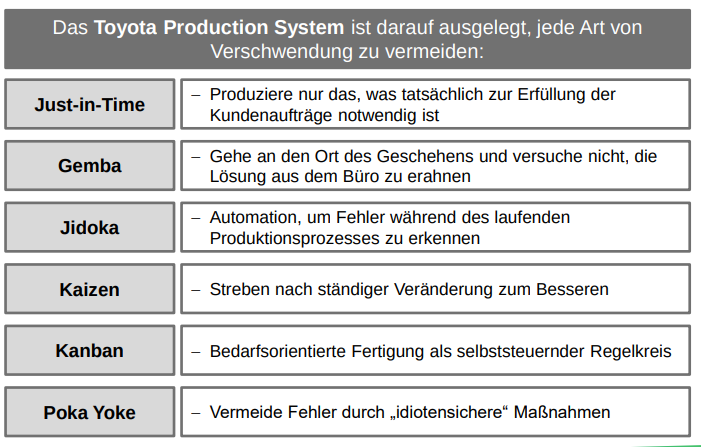 Das Toyota Production System ist darauf ausgelegt, jede Art von
Verschwendung zu vermeiden:
Just-in-Time
– Produziere nur das, was tatsächlich zur Erfüllung der
Kundenaufträge notwendig ist
Gemba
– Gehe an den Ort des Geschehens und versuche nicht, die
Lösung aus dem Büro zu erahnen
Jidoka
– Automation, um Fehler während des laufenden
Produktionsprozesses zu erkennen
Kaizen
– Streben nach ständiger Veränderung zum Besseren
Kanban
– Bedarfsorientierte Fertigung als selbststeuernder Regelkreis
Poka Yoke
– Vermeide Fehler durch „idiotensichere“ Maßnahmen